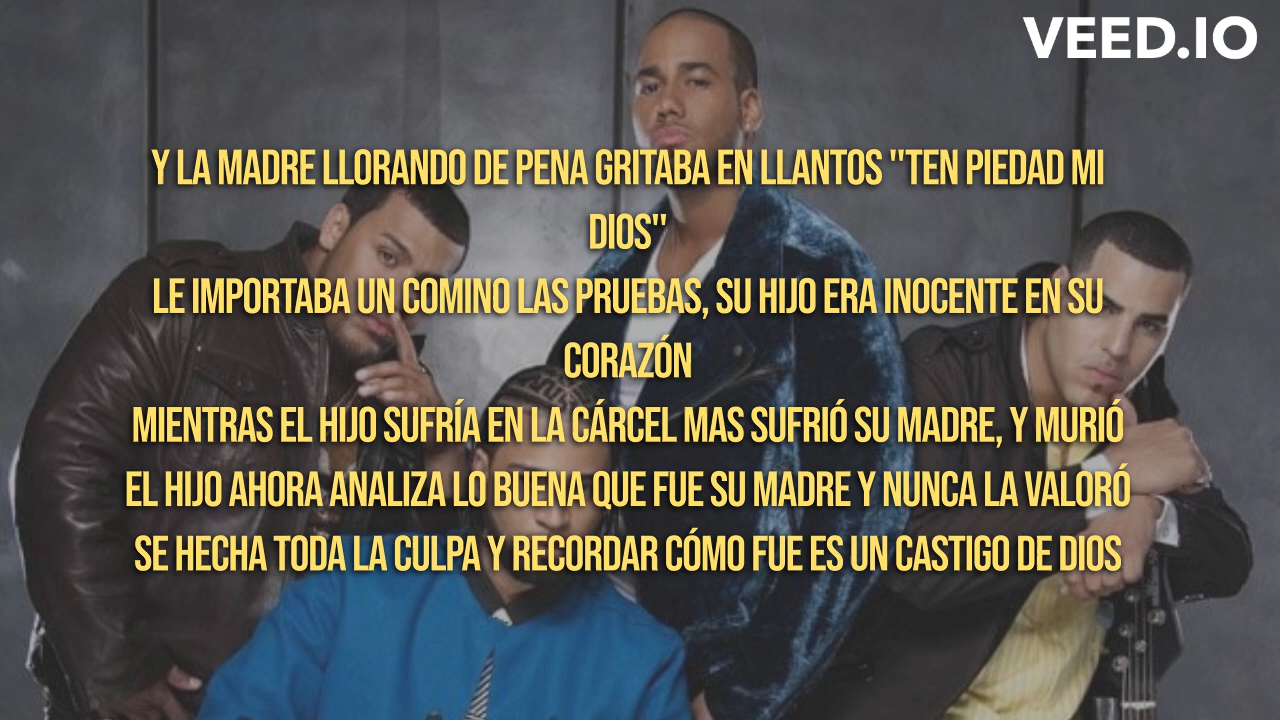 VEED.IO
Y LA MADRE LLORANDO DE PENA GRITABA EN LLANTOS "TEN PIEDAD MI
DIOS"
LE IMPORTABA UN COMINO LAS PRUEBAS, SU HIJO ERA INOCENTE EN SU
CORAZÓN
MIENTRAS EL HIJO SUFRÍA EN LA CÁRCEL MAS SUFRIÓ SU MADRE, Y MURIÓ
EL HIJO AHORA ANALIZA LO BUENA QUE FUE SU MADRE Y NUNCA LA VALORÓ
SE HECHA TODA LA CULPA Y RECORDAR CÓMO FUE ES UN CASTIGO DE DIOS